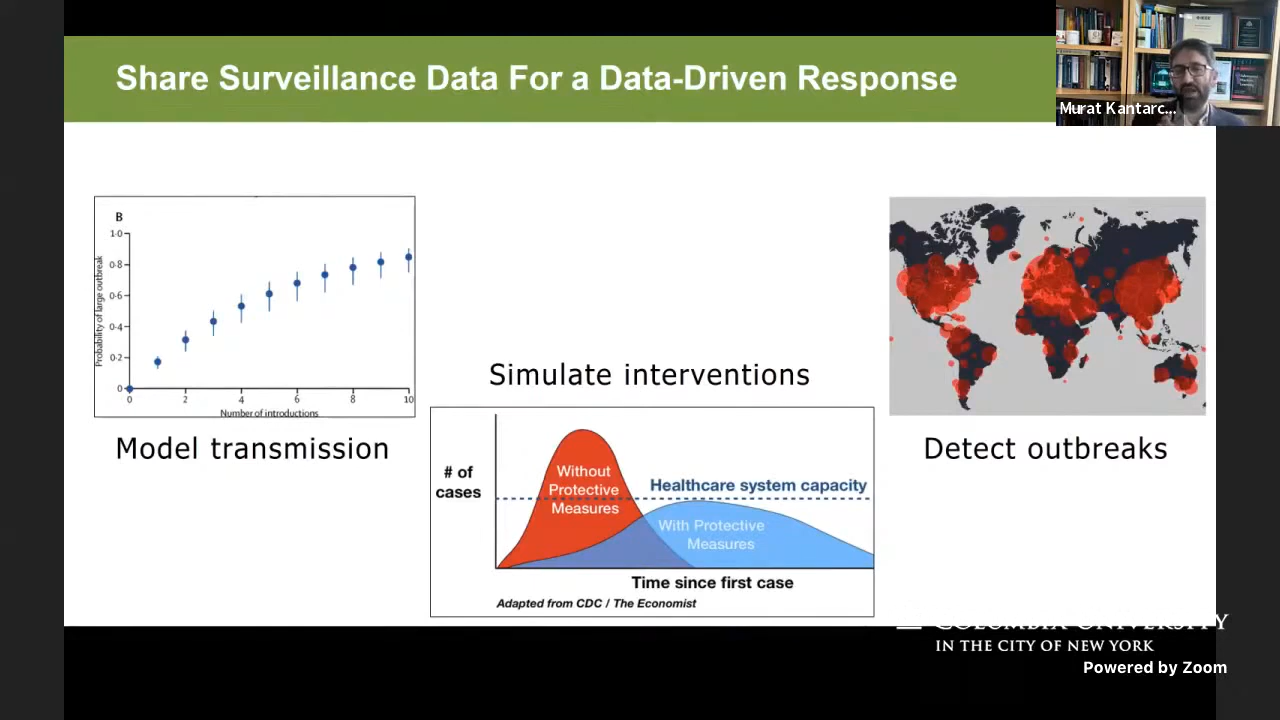 Share Surveillance Data For a Data-Driven Response
Murat Kantarc...
B
1·0
0·8
0·6
0·4
0·2
0
Probability of large outbreak
0 2 4 6 8 10
Number of introductions
Model transmission
Simulate interventions
# of
cases
Without
Protective
Measures
Healthcare system capacity
With Protective
Measures
Time since first case
Adapted from CDC / The Economist
Detect outbreaks
COLUMBIA UNIVERSITY
IN THE CITY OF NEW YORK
Powered by Zoom